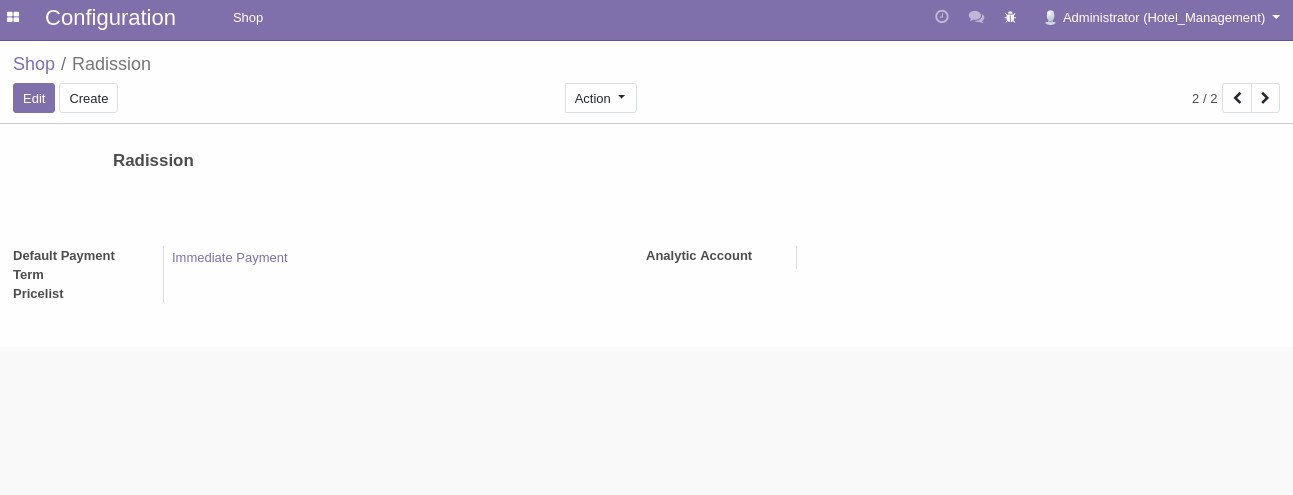 Configuration Shop Administrator (Hotel_Management)
Shop / Radission
Edit Create Action 2 / 2
Radission
Default Payment Term Immediate Payment Analytic Account
Pricelist